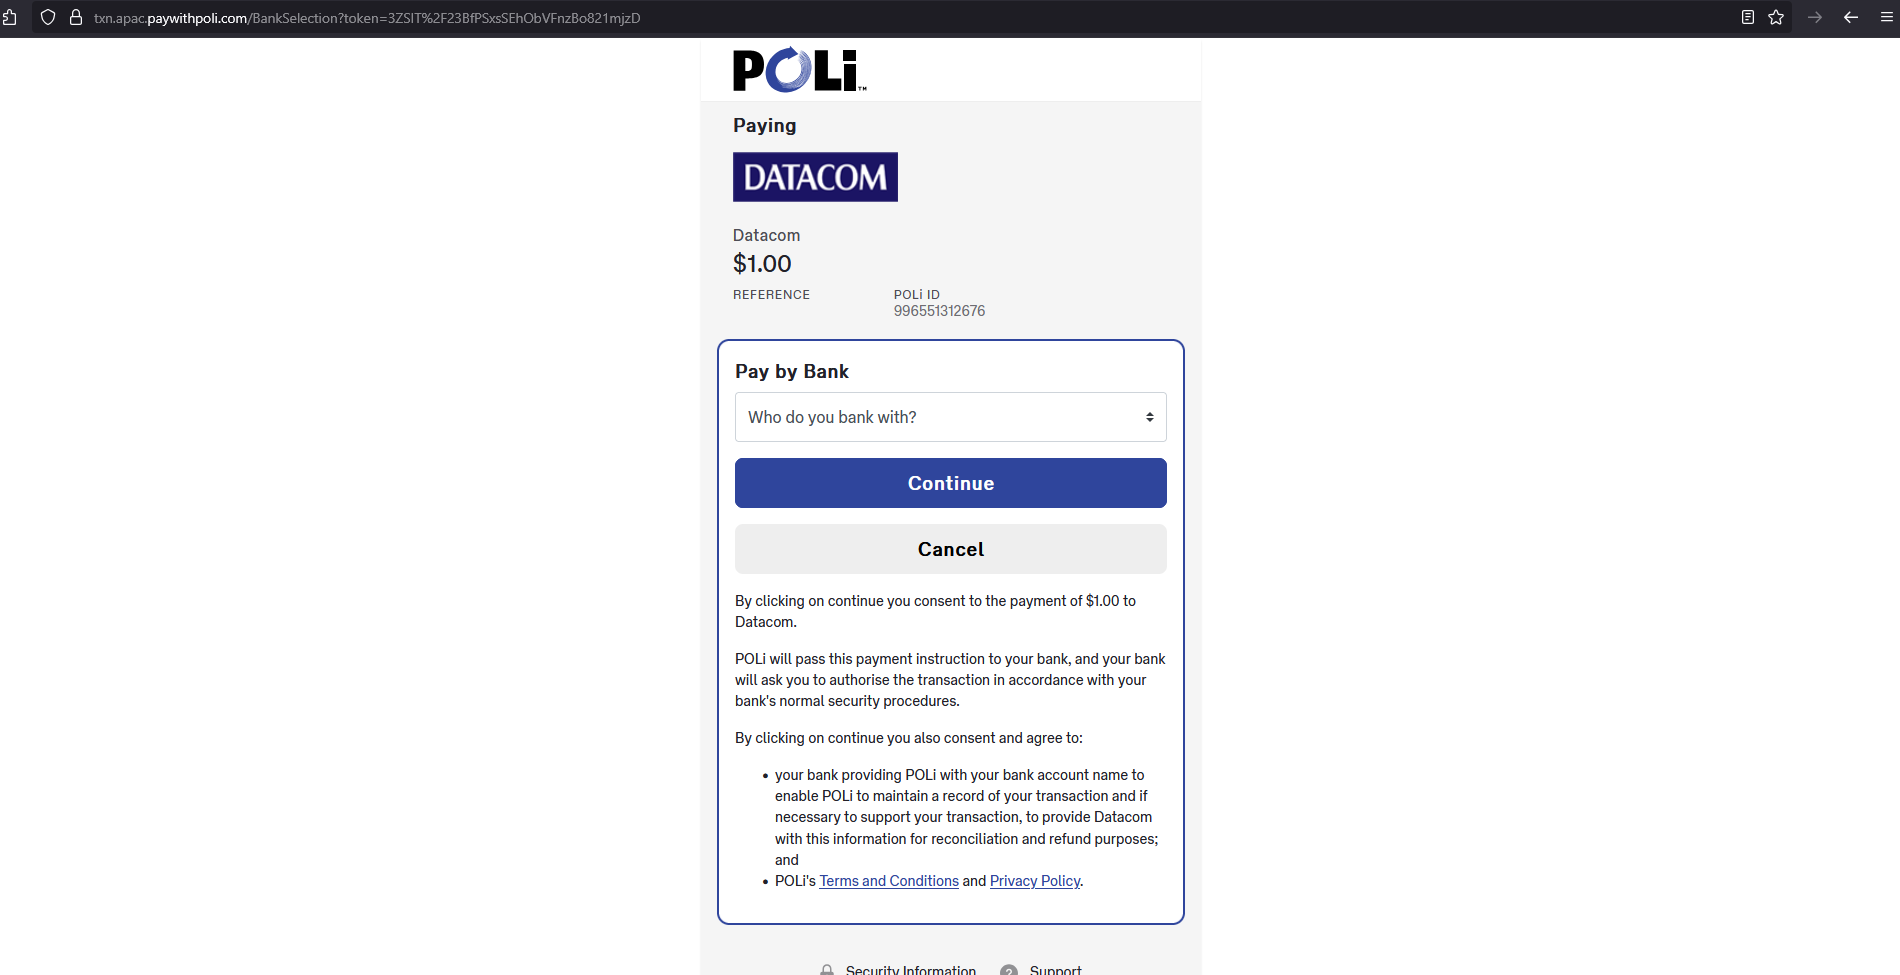 txn.apac.paywithpoli.com/BankSelection?token=3ZSIT%2F23BfPSxsSEhObVFnzBo821mjzD
POLi™
Paying
DATACOM
Datacom
$1.00
REFERENCE
POLi ID
996551312676
Pay by Bank
Who do you bank with?
Continue
Cancel
By clicking on continue you consent to the payment of $1.00 to
Datacom.
POLi will pass this payment instruction to your bank, and your bank
will ask you to authorise the transaction in accordance with your
bank's normal security procedures.
By clicking on continue you also consent and agree to:
• your bank providing POLi with your bank account name to
enable POLi to maintain a record of your transaction and if
necessary to support your transaction, to provide Datacom
with this information for reconciliation and refund purposes;
and
• POLi's Terms and Conditions and Privacy Policy.
Security Information
? Support